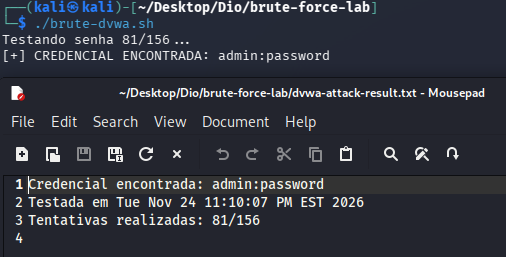 ┌──(kali㉿kali)-[~/Desktop/Dio/brute-force-lab]
└─$ ./brute-dvwa.sh
Testando senha 81/156...
[+] CREDENCIAL ENCONTRADA: admin:password
~/Desktop/Dio/brute-force-lab/dvwa-attack-result.txt - Mousepad
File Edit Search View Document Help
1 Credencial encontrada: admin:password
2 Testada em Tue Nov 24 11:10:07 PM EST 2026
3 Tentativas realizadas: 81/156
4